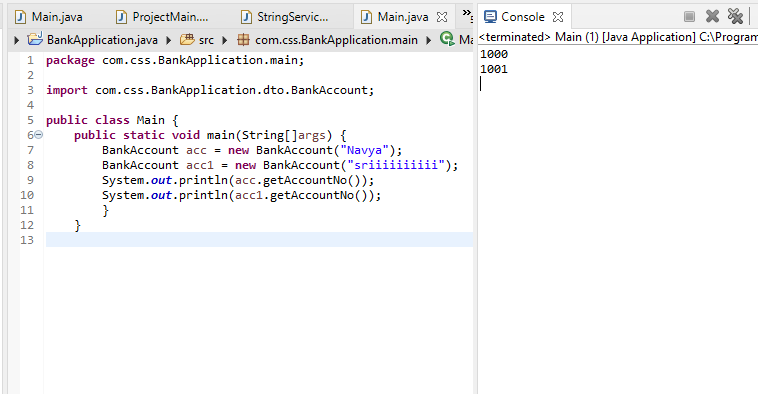 Main.java
ProjectMain....
StringServic...
Main.java
BankApplication.java
src
com.css.BankApplication.main
Ma
1 package com.css.BankApplication.main;
2
3 import com.css.BankApplication.dto.BankAccount;
4
5 public class Main {
6 public static void main(String[]args) {
7 BankAccount acc = new BankAccount("Navya");
8 BankAccount acc1 = new BankAccount("sriiiiiiiiii");
9 System.out.println(acc.getAccountNo());
10 System.out.println(acc1.getAccountNo());
11 }
12 }
13
Console
<terminated> Main (1) [Java Application] C:\Program
1000
1001